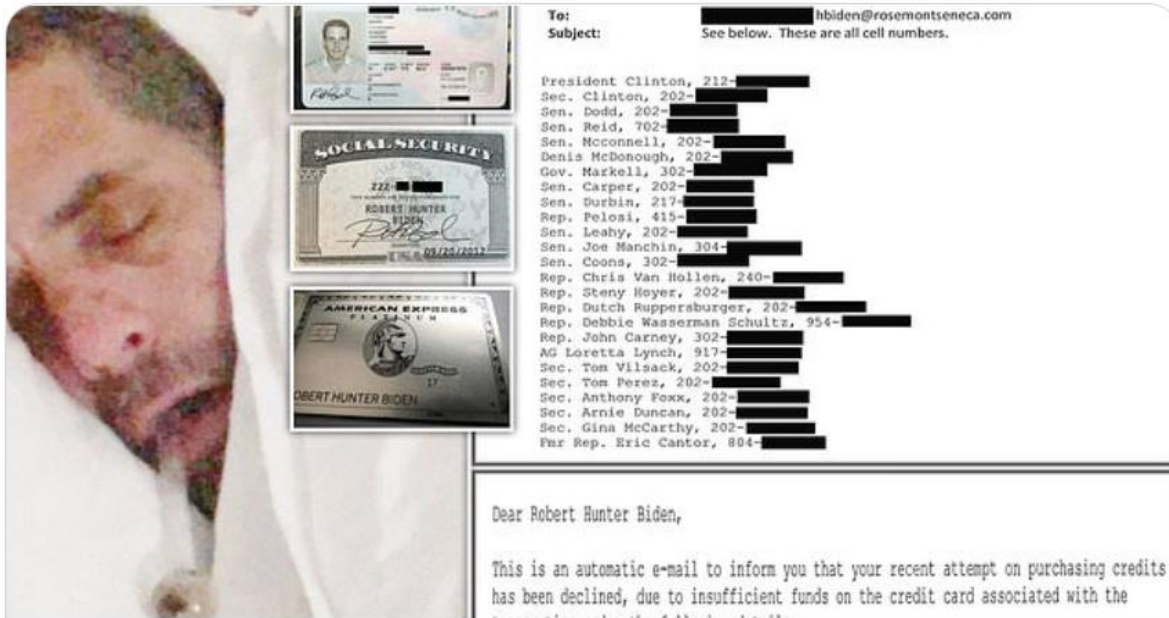 SOCIAL SECURITY
ROBERT HUNTER
BIDEN
09/20/2012
AMERICAN EXPRESS
PLATINUM
17
OBERT HUNTER BIDEN
To: hbiden@rosemontseneca.com
Subject: See below. These are all cell numbers.
President Clinton, 212-
Sec. Clinton, 202-
Sen. Dodd, 202-
Sen. Reid, 702-
Sen. Mcconnell, 202-
Denis McDonough, 202-
Gov. Markell, 302-
Sen. Carper, 202-
Sen. Durbin, 217-
Rep. Pelosi, 415-
Sen. Leahy, 202-
Sen. Joe Manchin, 304-
Sen. Coons, 302-
Rep. Chris Van Hollen, 240-
Rep. Steny Hoyer, 202-
Rep. Dutch Ruppersburger, 202-
Rep. Debbie Wasserman Schultz, 954-
Rep. John Carney, 302-
AG Loretta Lynch, 917-
Sec. Tom Vilsack, 202-
Sec. Tom Perez, 202-
Sec. Anthony Foxx, 202-
Sec. Arnie Duncan, 202-
Sec. Gina McCarthy, 202-
Fmr Rep. Eric Cantor, 804-
Dear Robert Hunter Biden,
This is an automatic e-mail to inform you that your recent attempt on purchasing credits
has been declined, due to insufficient funds on the credit card associated with the